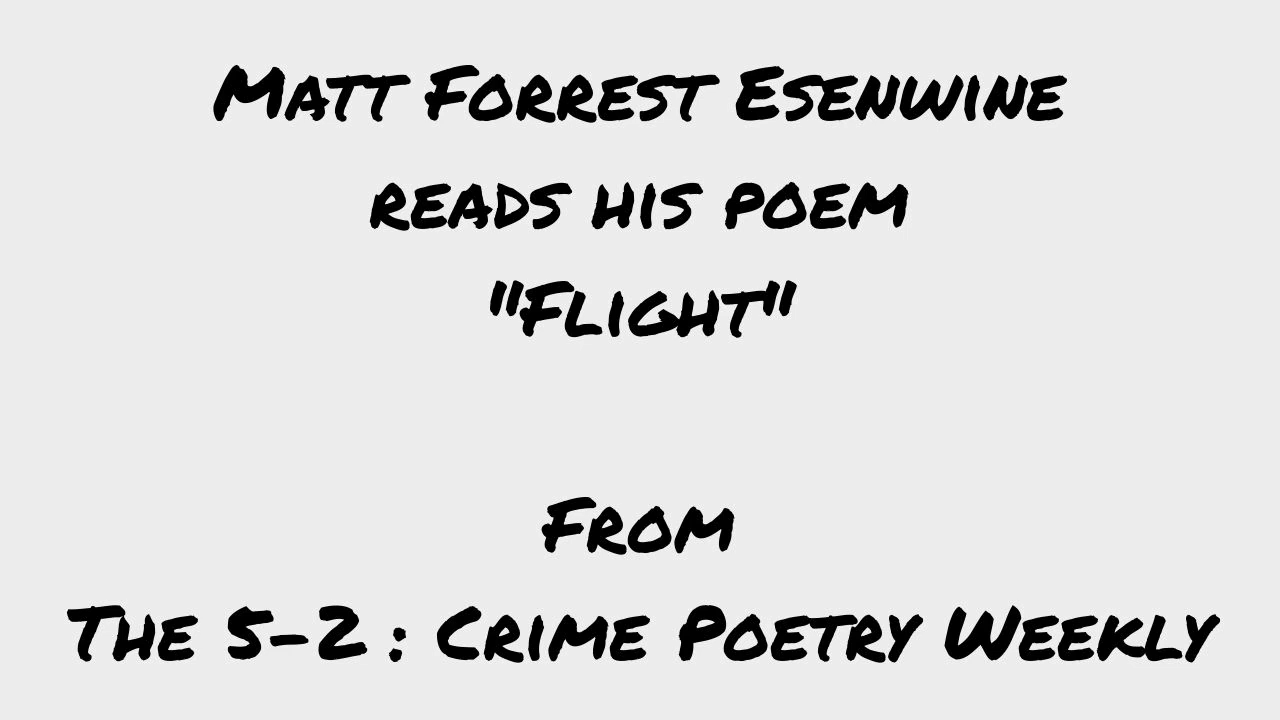 Matt Forrest Esenwine
reads his poem
"Flight"
From
The 5-2 : Crime Poetry Weekly